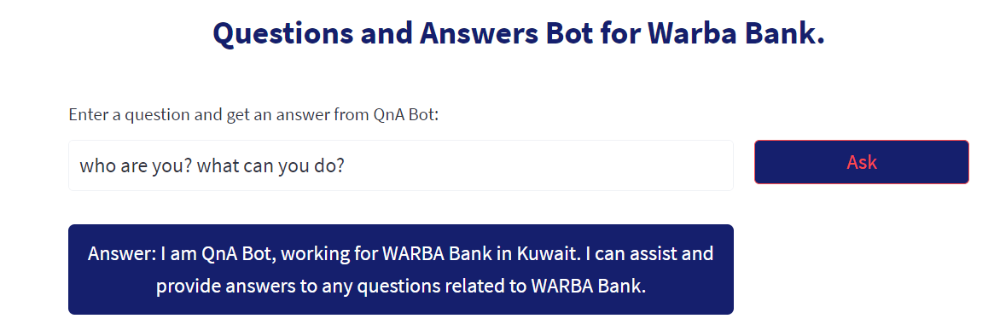 Questions and Answers Bot for Warba Bank.
Enter a question and get an answer from QnA Bot:
who are you? what can you do?
Ask
Answer: I am QnA Bot, working for WARBA Bank in Kuwait. I can assist and
provide answers to any questions related to WARBA Bank.